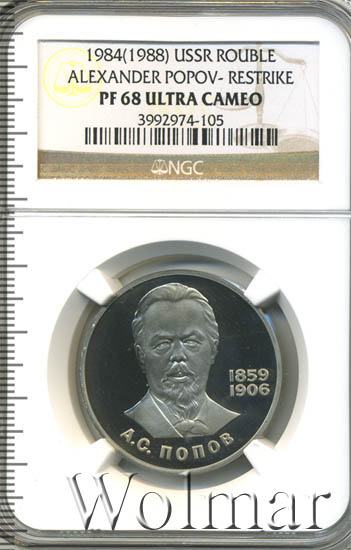 1984(1988) USSR ROUBLE
ALEXANDER POPOV- RESTRIKE
PF 68 ULTRA CAMEO
3992974-105
NGC
1859
1906
А.С. ПОПОВ
Wolmar